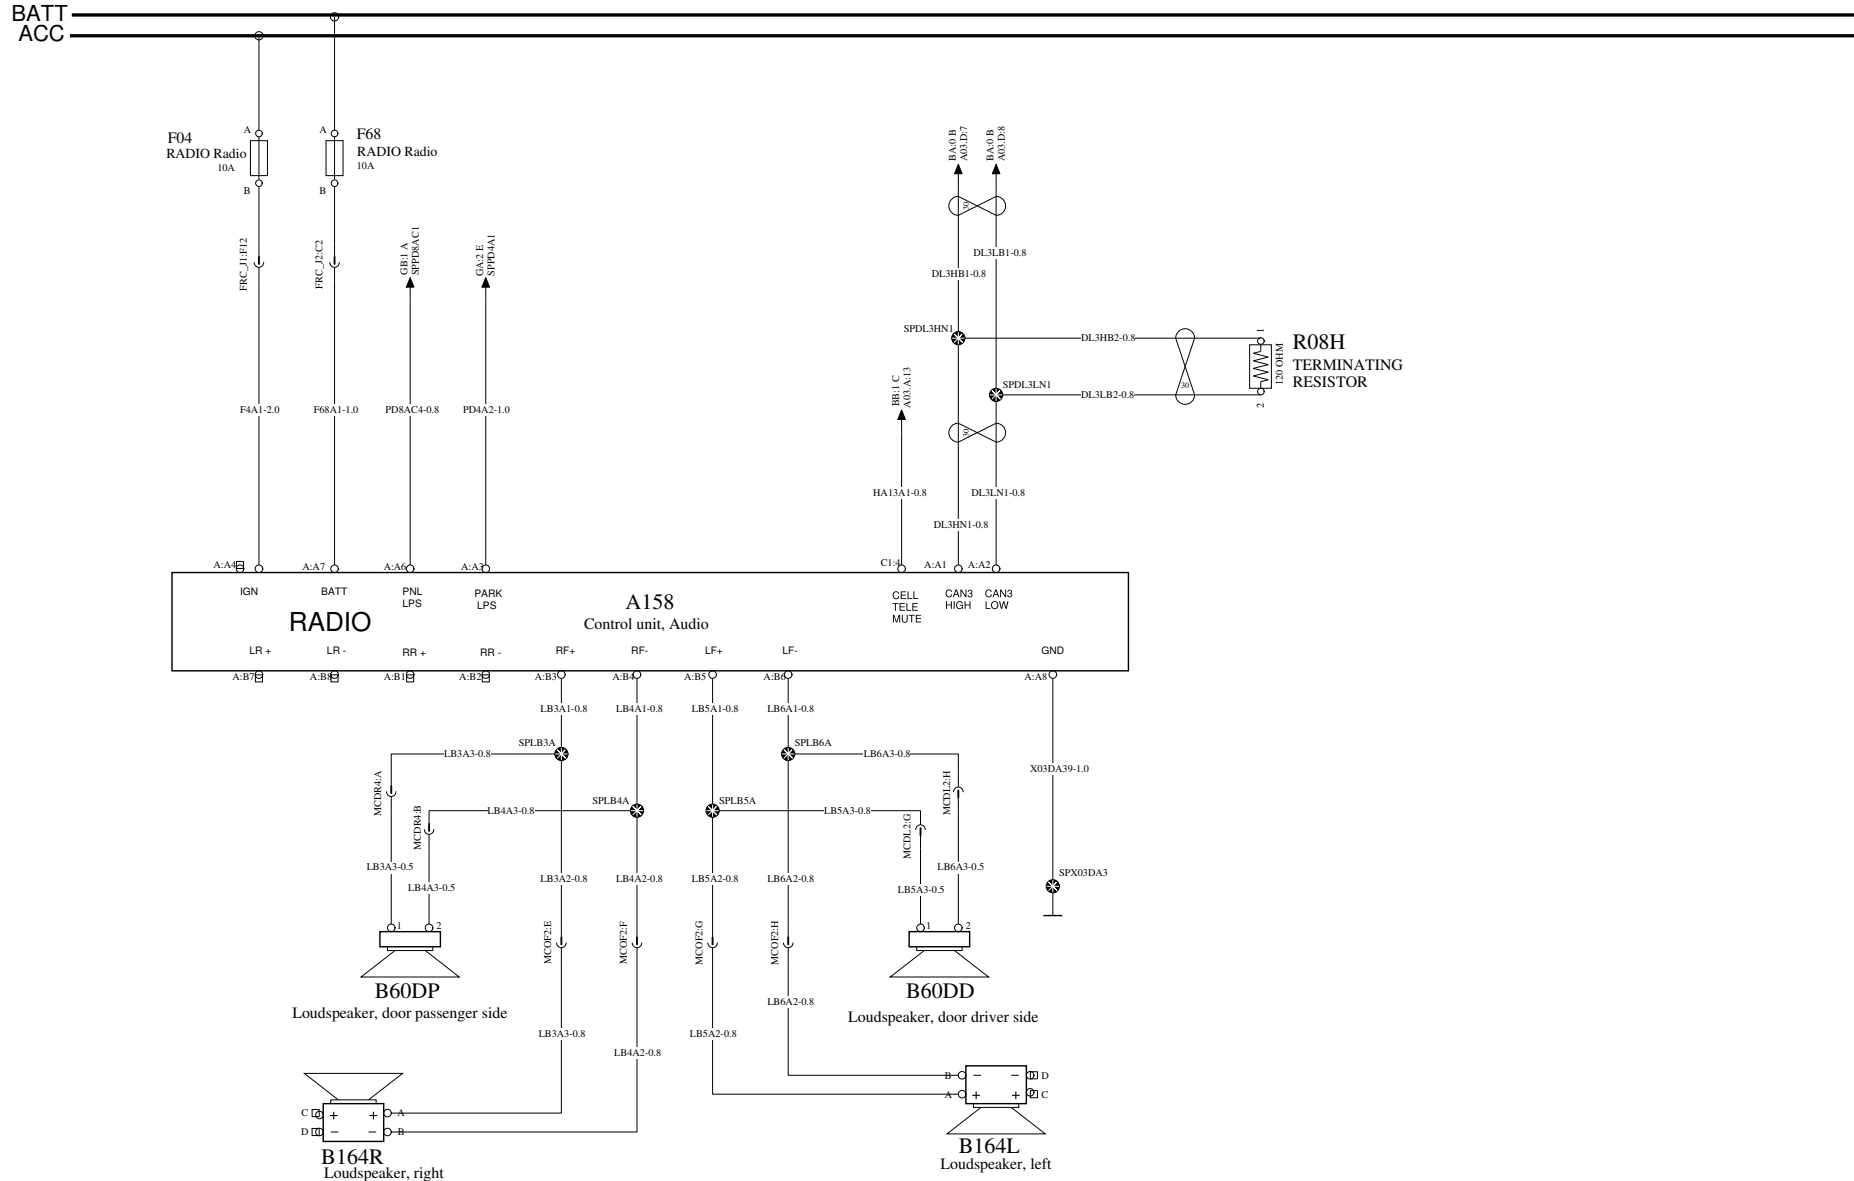 BATT
ACC
F04
RADIO Radio
10A
A
B
A
B
F68
RADIO Radio
10A
FRC_J1:F12
FRC_J2:C2
GB:1 A
SPPD8AC1
GA:2 E
SPPD4A1
BA:0 B
A03.D:7
BA:0 B
A03.D:8
30
DL3LB1-0.8
DL3HB1-0.8
SPDL3HN1
DL3HB2-0.8
SPDL3LN1
DL3LB2-0.8
30
1
120 OHM
2
R08H
TERMINATING
RESISTOR
BB:1 C
A03.A:13
30
F4A1-2.0
F68A1-1.0
PD8AC4-0.8
PD4A2-1.0
HA13A1-0.8
DL3LN1-0.8
DL3HN1-0.8
A:A4
A:A7
A:A6
A:A3
C1:4
A:A1
A:A2
IGN
BATT
PNL
LPS
PARK
LPS
RADIO
A158
Control unit, Audio
CELL
TELE
MUTE
CAN3
HIGH
CAN3
LOW
LR +
LR -
RR +
RR -
RF+
RF-
LF+
LF-
GND
A:B7
A:B8
A:B1
A:B2
A:B3
A:B4
A:B5
A:B6
A:A8
LB3A1-0.8
LB4A1-0.8
LB5A1-0.8
LB6A1-0.8
SPLB3A
SPLB6A
LB3A3-0.8
LB6A3-0.8
X03DA39-1.0
MCDR4:A
MCDL2:H
SPLB4A
SPLB5A
LB4A3-0.8
LB5A3-0.8
MCDR4:B
MCDL2:G
LB3A3-0.5
LB4A3-0.5
LB3A2-0.8
LB4A2-0.8
LB5A2-0.8
LB6A2-0.8
LB6A3-0.5
LB5A3-0.5
SPX03DA3
1
2
1
2
MCOF2:E
MCOF2:F
MCOF2:G
MCOF2:H
B60DP
Loudspeaker, door passenger side
B60DD
Loudspeaker, door driver side
LB6A2-0.8
LB3A3-0.8
LB5A2-0.8
LB4A2-0.8
B
A
- -
+ +
D
C
C
D
+ +
- -
A
B
B164R
Loudspeaker, right
B164L
Loudspeaker, left